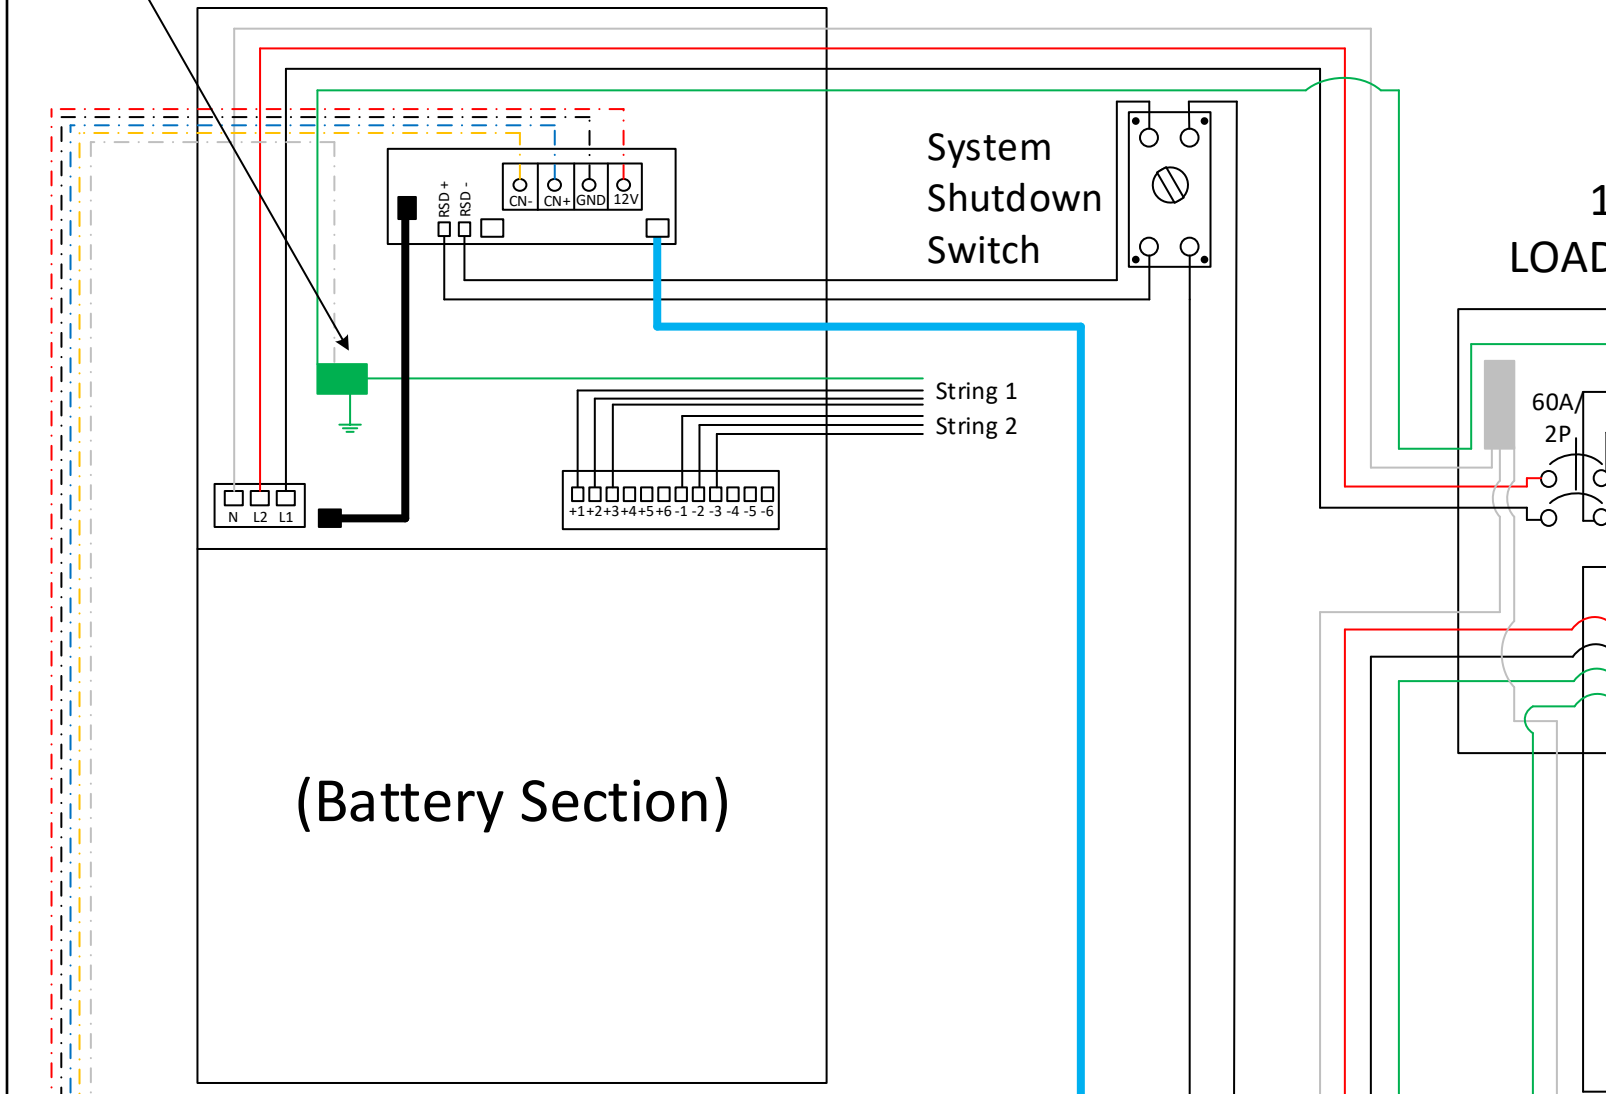 System
Shutdown
Switch
RSD +
RSD -
CN-
CN+
GND
12V
1
LOAD
String 1
String 2
60A/
2P
N L2 L1
+1 +2 +3 +4 +5 +6 -1 -2 -3 -4 -5 -6
(Battery Section)